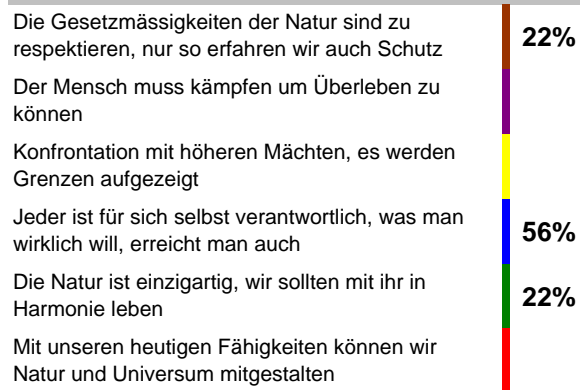 Die Gesetzmässigkeiten der Natur sind zu
respektieren, nur so erfahren wir auch Schutz
22%
Der Mensch muss kämpfen um Überleben zu
können
Konfrontation mit höheren Mächten, es werden
Grenzen aufgezeigt
Jeder ist für sich selbst verantwortlich, was man
wirklich will, erreicht man auch
56%
Die Natur ist einzigartig, wir sollten mit ihr in
Harmonie leben
22%
Mit unseren heutigen Fähigkeiten können wir
Natur und Universum mitgestalten